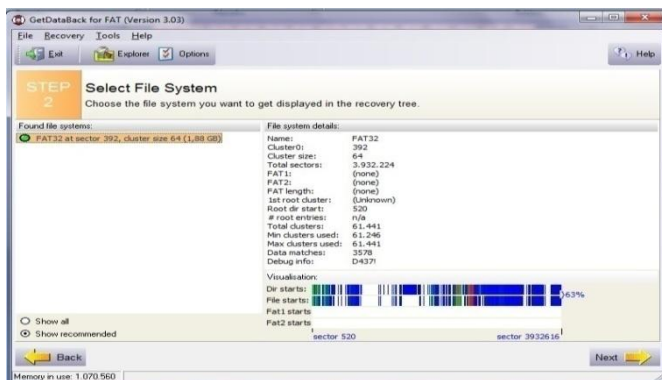 GetDataBack for FAT (Version 3.03)
File Recovery Tools Help
Exit Explorer Options Help
STEP 2
Select File System
Choose the file system you want to get displayed in the recovery tree.
Found file systems:
FAT32 at sector 392, cluster size 64 (1,88 GB)
Show all
Show recommended
File system details:
Name: FAT32
Cluster0: 392
Cluster size: 64
Total sectors: 3.932.224
FAT1: (none)
FAT2: (none)
FAT length: (none)
1st root cluster: (Unknown)
Root dir start: 520
# root entries: n/a
Total clusters: 61.441
Min clusters used: 61.246
Max clusters used: 61.441
Data matches: 3578
Debug info: D437!
Visualisation:
Dir starts:
File starts:
63%
Fat1 starts
Fat2 starts
sector 520 sector 3932616
Back Next
Memory in use: 1.070.560